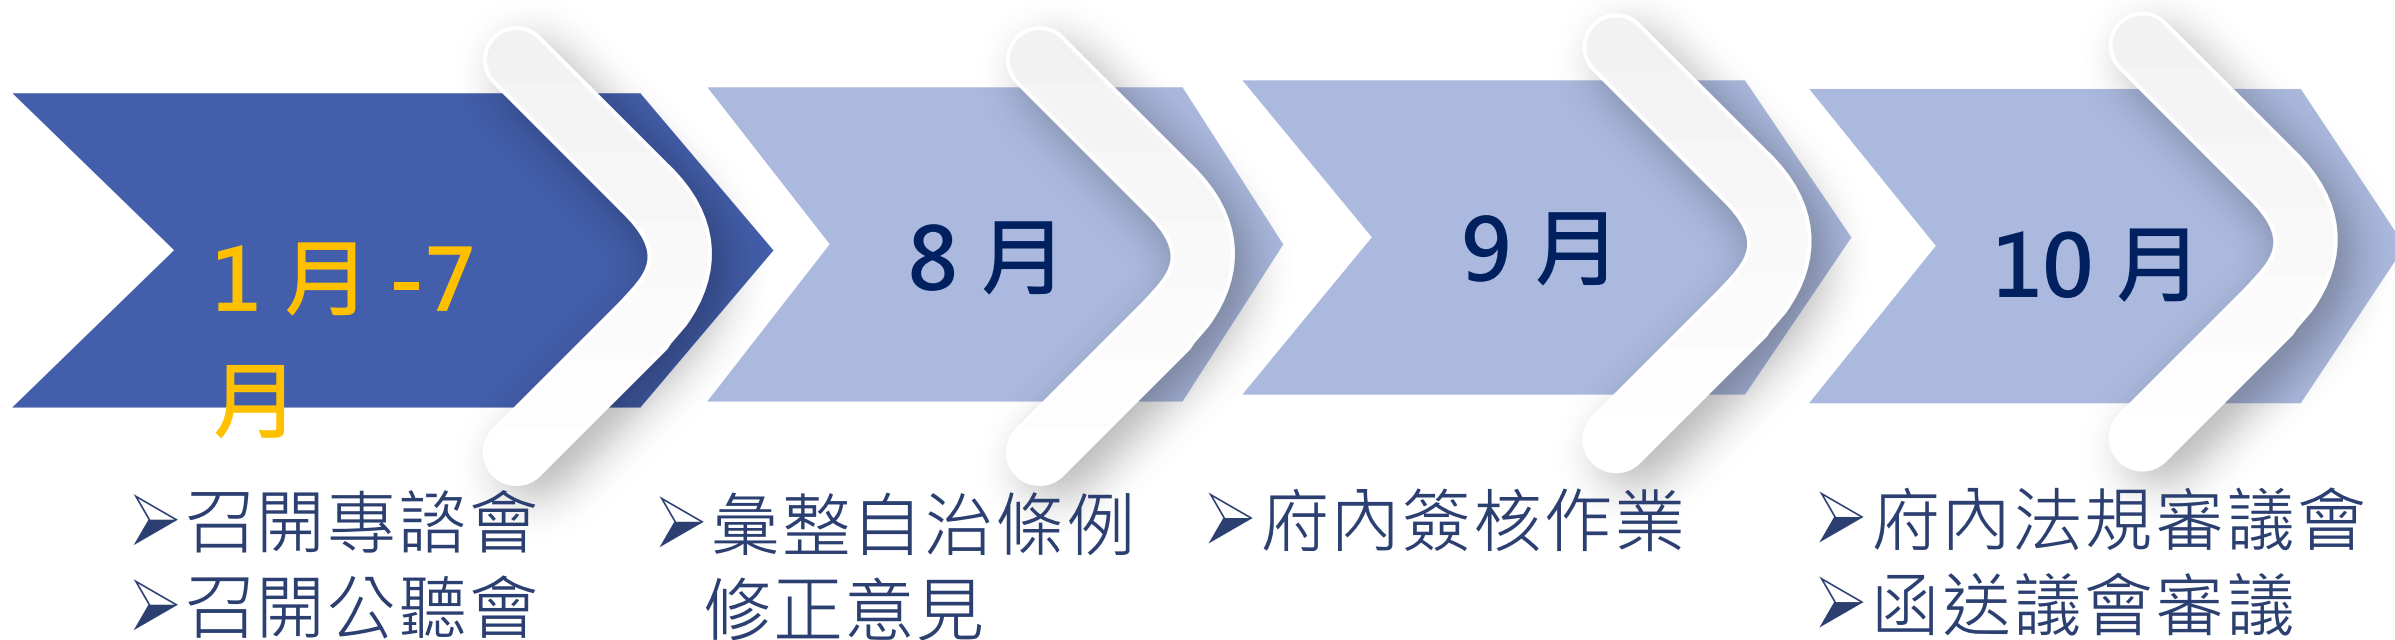 1 月 -7
月
8 月
9 月
10 月
➢召開專諮會
➢召開公聽會
➢彙整自治條例
修正意見
➢府內簽核作業
➢府內法規審議會
➢函送議會審議